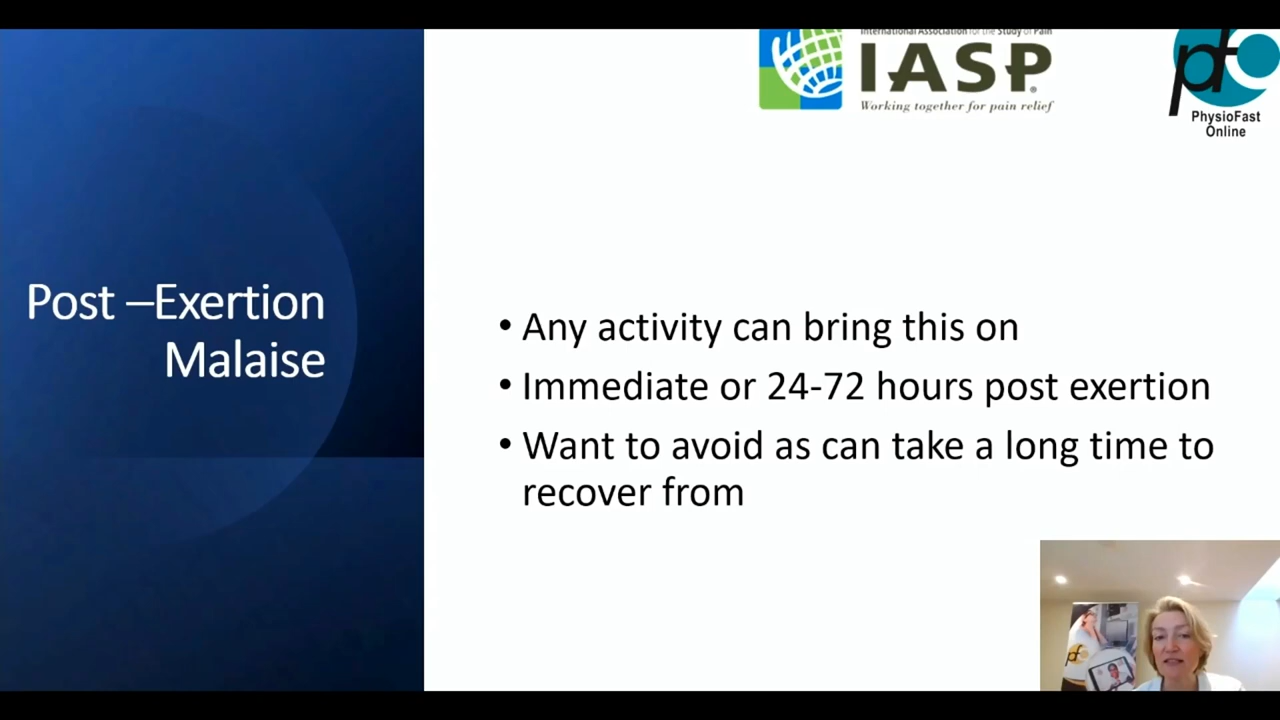 International Association for the Study of Pain
IASP
Working together for pain relief
PhysioFast
Online
Post –Exertion
Malaise
• Any activity can bring this on
• Immediate or 24-72 hours post exertion
• Want to avoid as can take a long time to
recover from